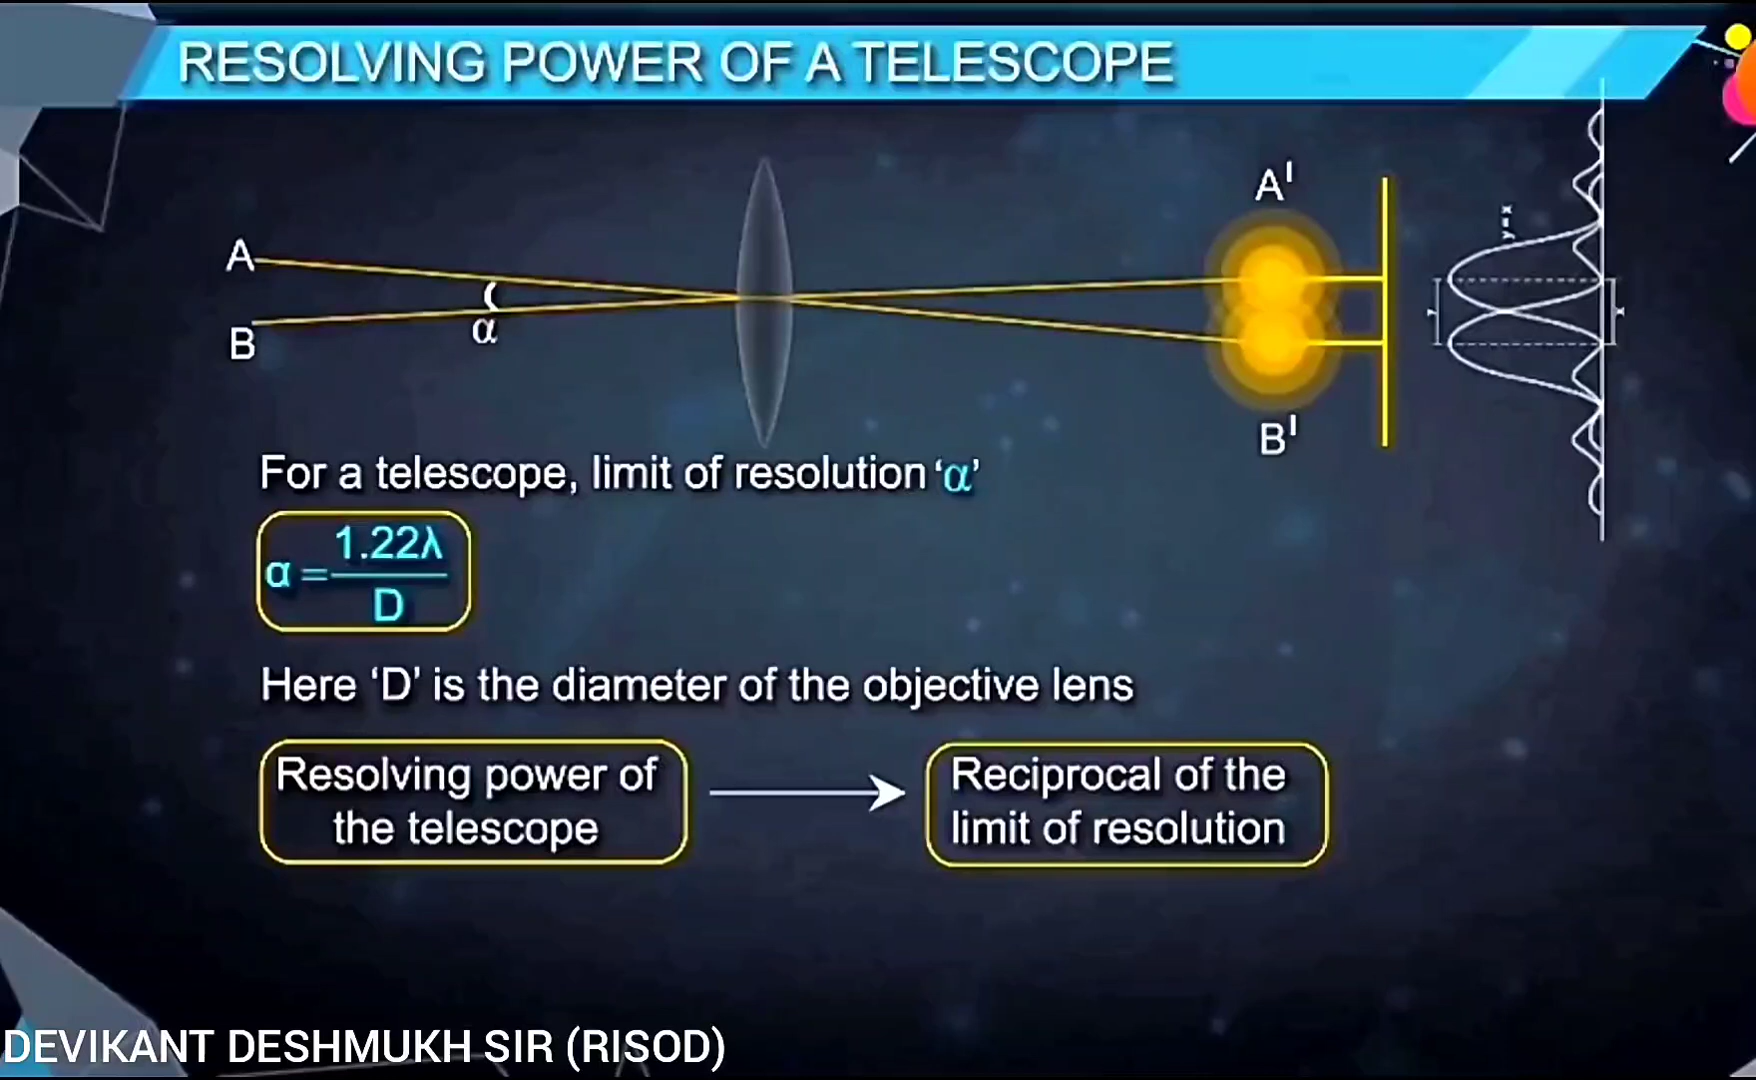 RESOLVING POWER OF A TELESCOPE
A'
y = x
A
α
B
B'
For a telescope, limit of resolution ‘α’
α = 1.22λ
D
Here ‘D’ is the diameter of the objective lens
Resolving power of
the telescope
Reciprocal of the
limit of resolution
DEVIKANT DESHMUKH SIR (RISOD)